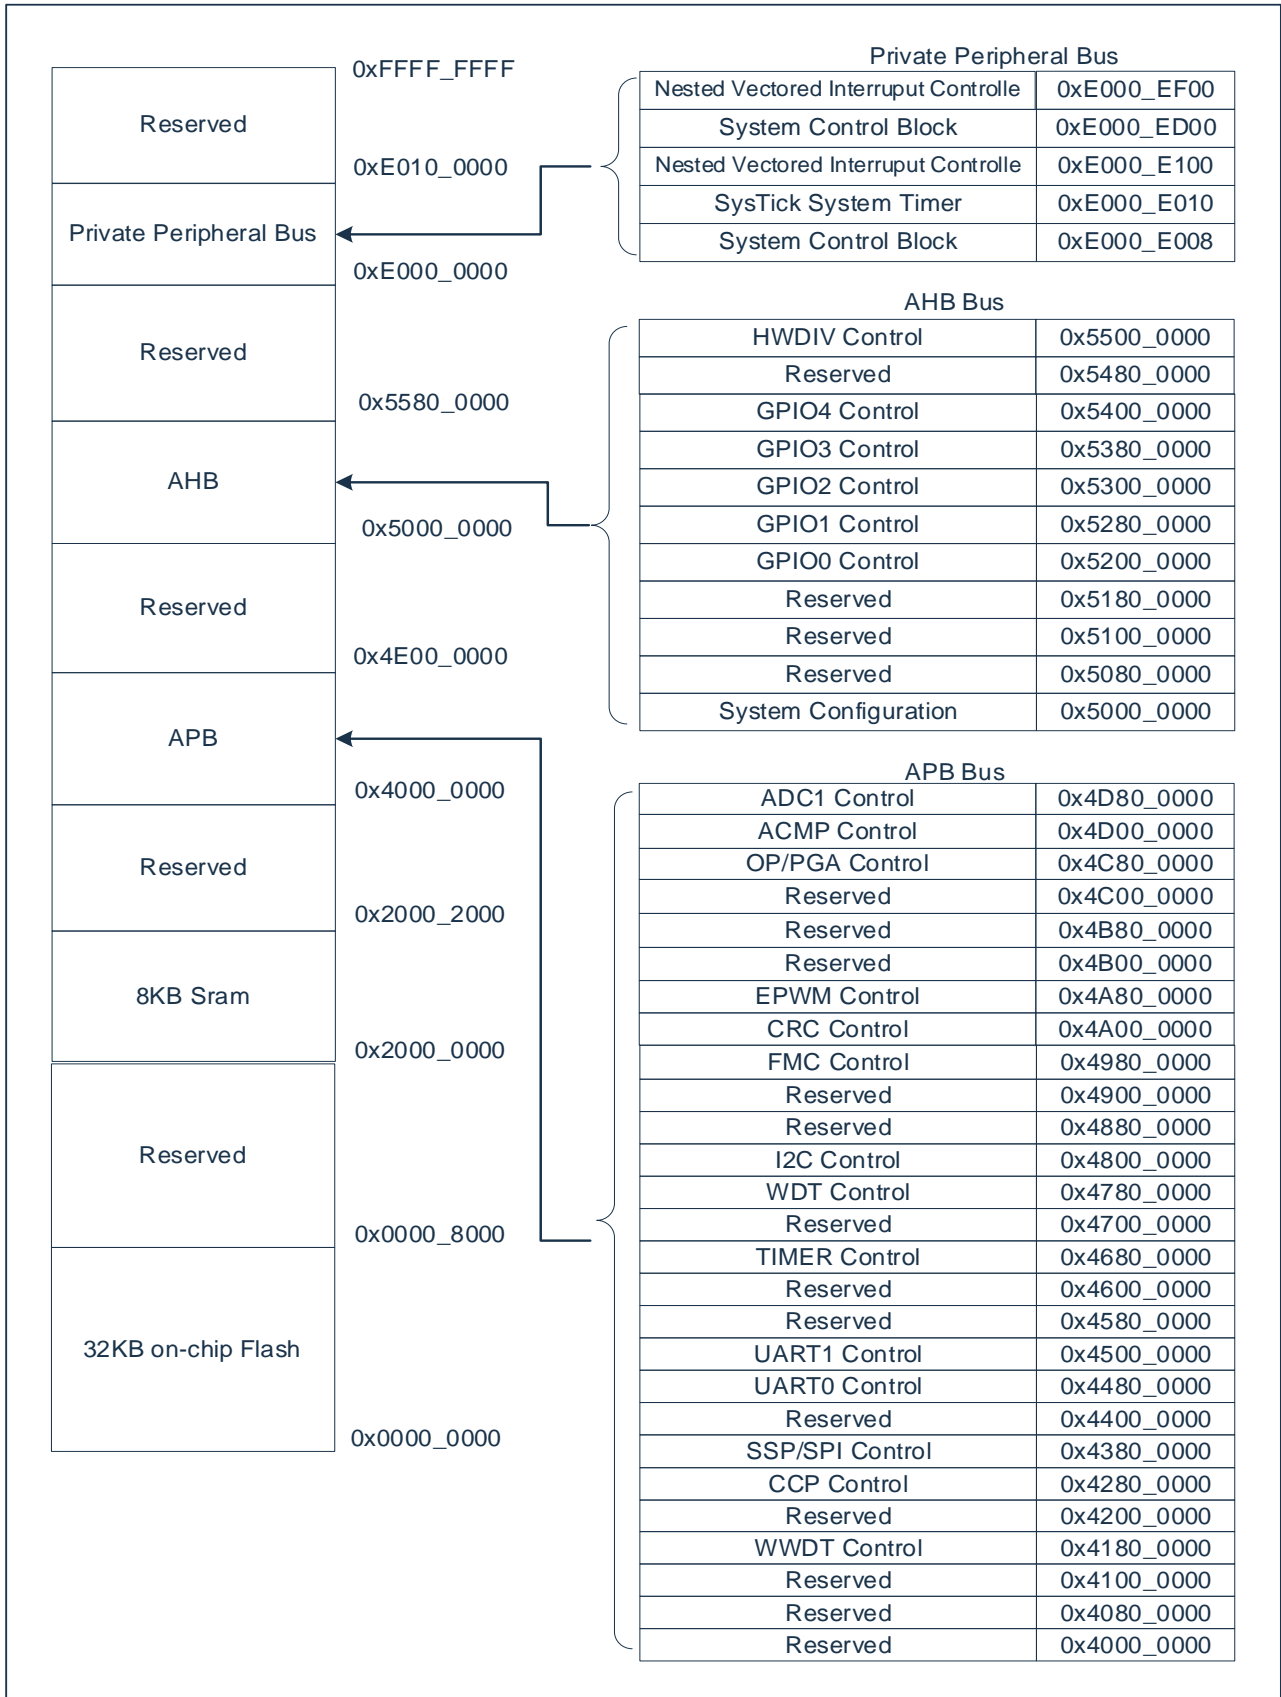 0xFFFF_FFFF
Reserved
0xE010_0000
Private Peripheral Bus
0xE000_0000
Reserved
0x5580_0000
AHB
0x5000_0000
Reserved
0x4E00_0000
APB
0x4000_0000
Reserved
0x2000_2000
8KB Sram
0x2000_0000
Reserved
0x0000_8000
32KB on-chip Flash
0x0000_0000
Private Peripheral Bus
Nested Vectored Interruput Controlle 0xE000_EF00
System Control Block 0xE000_ED00
Nested Vectored Interruput Controlle 0xE000_E100
SysTick System Timer 0xE000_E010
System Control Block 0xE000_E008
AHB Bus
HWDIV Control 0x5500_0000
Reserved 0x5480_0000
GPIO4 Control 0x5400_0000
GPIO3 Control 0x5380_0000
GPIO2 Control 0x5300_0000
GPIO1 Control 0x5280_0000
GPIO0 Control 0x5200_0000
Reserved 0x5180_0000
Reserved 0x5100_0000
Reserved 0x5080_0000
System Configuration 0x5000_0000
APB Bus
ADC1 Control 0x4D80_0000
ACMP Control 0x4D00_0000
OP/PGA Control 0x4C80_0000
Reserved 0x4C00_0000
Reserved 0x4B80_0000
Reserved 0x4B00_0000
EPWM Control 0x4A80_0000
CRC Control 0x4A00_0000
FMC Control 0x4980_0000
Reserved 0x4900_0000
Reserved 0x4880_0000
I2C Control 0x4800_0000
WDT Control 0x4780_0000
Reserved 0x4700_0000
TIMER Control 0x4680_0000
Reserved 0x4600_0000
Reserved 0x4580_0000
UART1 Control 0x4500_0000
UART0 Control 0x4480_0000
Reserved 0x4400_0000
SSP/SPI Control 0x4380_0000
CCP Control 0x4280_0000
Reserved 0x4200_0000
WWDT Control 0x4180_0000
Reserved 0x4100_0000
Reserved 0x4080_0000
Reserved 0x4000_0000